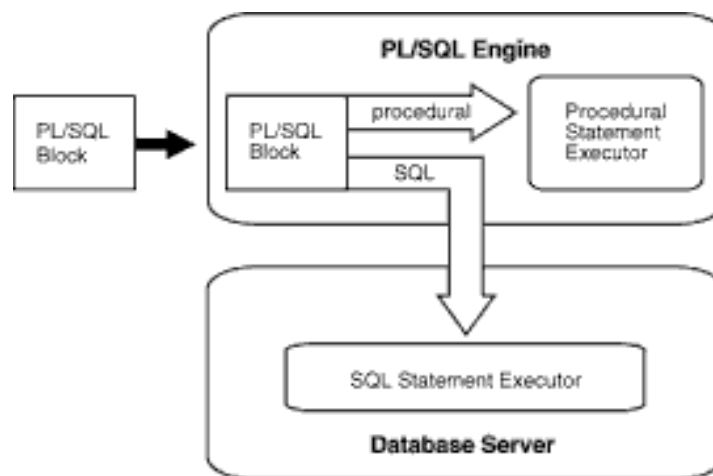 PL/SQL Engine
PL/SQL
Block
PL/SQL
Block
procedural
SQL
Procedural
Statement
Executor
SQL Statement Executor
Database Server